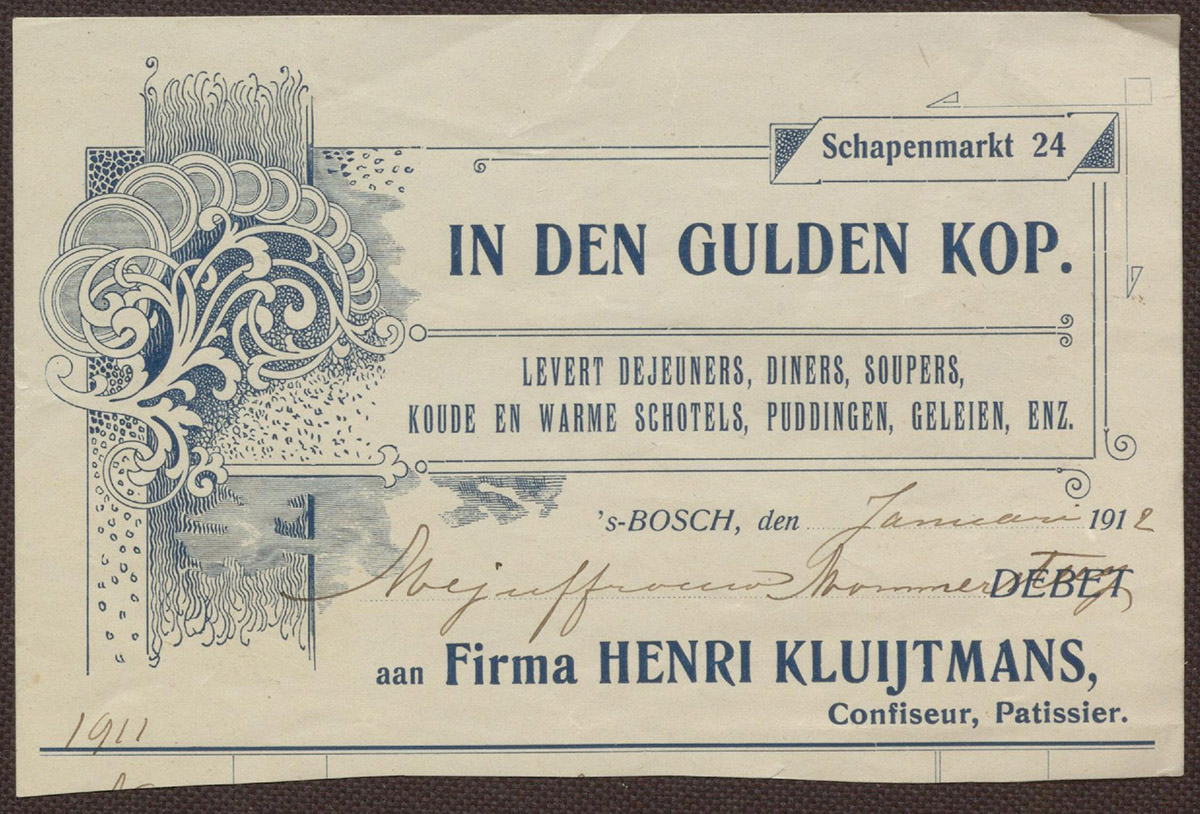 Schapenmarkt 24
IN DEN GULDEN KOP.
LEVERT DEJEUNERS, DINERS, SOUPERS,
KOUDE EN WARME SCHOTELS, PUDDINGEN, GELEIEN, ENZ.
's-BOSCH, den Januari 1912
Mejuffrouw DEBET
aan Firma HENRI KLUIJTMANS,
Confiseur, Patissier.
1911